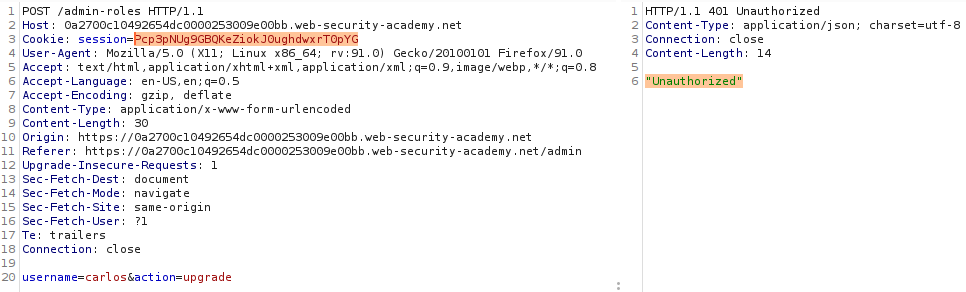 1 POST /admin-roles HTTP/1.1
2 Host: 0a2700c10492654dc0000253009e00bb.web-security-academy.net
3 Cookie: session=Pcp3pNUg9GBQKeZiokJ0ughdwxrT0pYG
4 User-Agent: Mozilla/5.0 (X11; Linux x86_64; rv:91.0) Gecko/20100101 Firefox/91.0
5 Accept: text/html,application/xhtml+xml,application/xml;q=0.9,image/webp,*/*;q=0.8
6 Accept-Language: en-US,en;q=0.5
7 Accept-Encoding: gzip, deflate
8 Content-Type: application/x-www-form-urlencoded
9 Content-Length: 30
10 Origin: https://0a2700c10492654dc0000253009e00bb.web-security-academy.net
11 Referer: https://0a2700c10492654dc0000253009e00bb.web-security-academy.net/admin
12 Upgrade-Insecure-Requests: 1
13 Sec-Fetch-Dest: document
14 Sec-Fetch-Mode: navigate
15 Sec-Fetch-Site: same-origin
16 Sec-Fetch-User: ?1
17 Te: trailers
18 Connection: close
19
20 username=carlos&action=upgrade
1 HTTP/1.1 401 Unauthorized
2 Content-Type: application/json; charset=utf-8
3 Connection: close
4 Content-Length: 14
5
6 "Unauthorized"